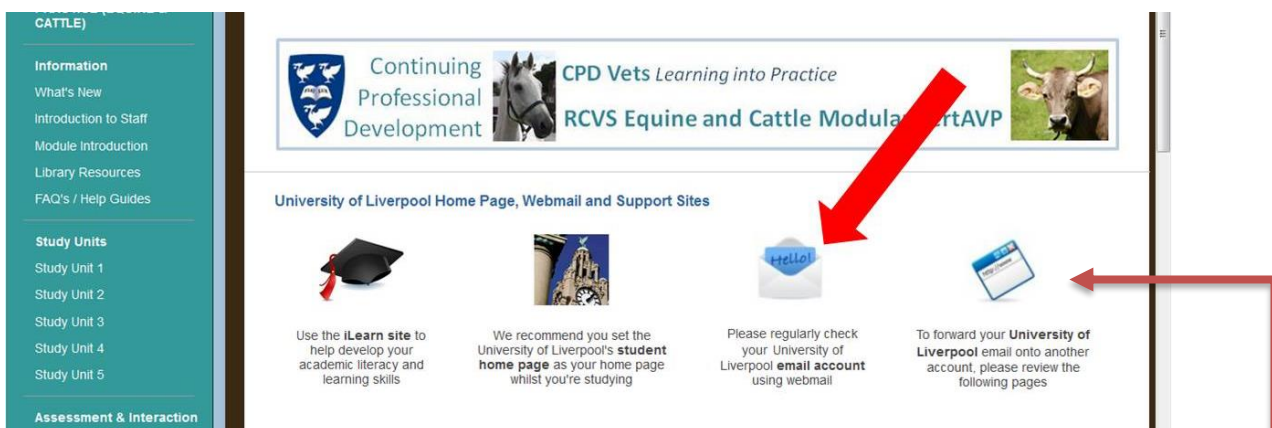 CATTLE)
Information
What's New
Introduction to Staff
Module Introduction
Library Resources
FAQ's / Help Guides
Study Units
Study Unit 1
Study Unit 2
Study Unit 3
Study Unit 4
Study Unit 5
Assessment & Interaction
Continuing
Professional
Development
CPD Vets Learning into Practice
RCVS Equine and Cattle Modula ertAVP
University of Liverpool Home Page, Webmail and Support Sites
Hello!
http://www
Use the iLearn site to
help develop your
academic literacy and
learning skills
We recommend you set the
University of Liverpool's student
home page as your home page
whilst you're studying
Please regularly check
your University of
Liverpool email account
using webmail
To forward your University of
Liverpool email onto another
account, please review the
following pages